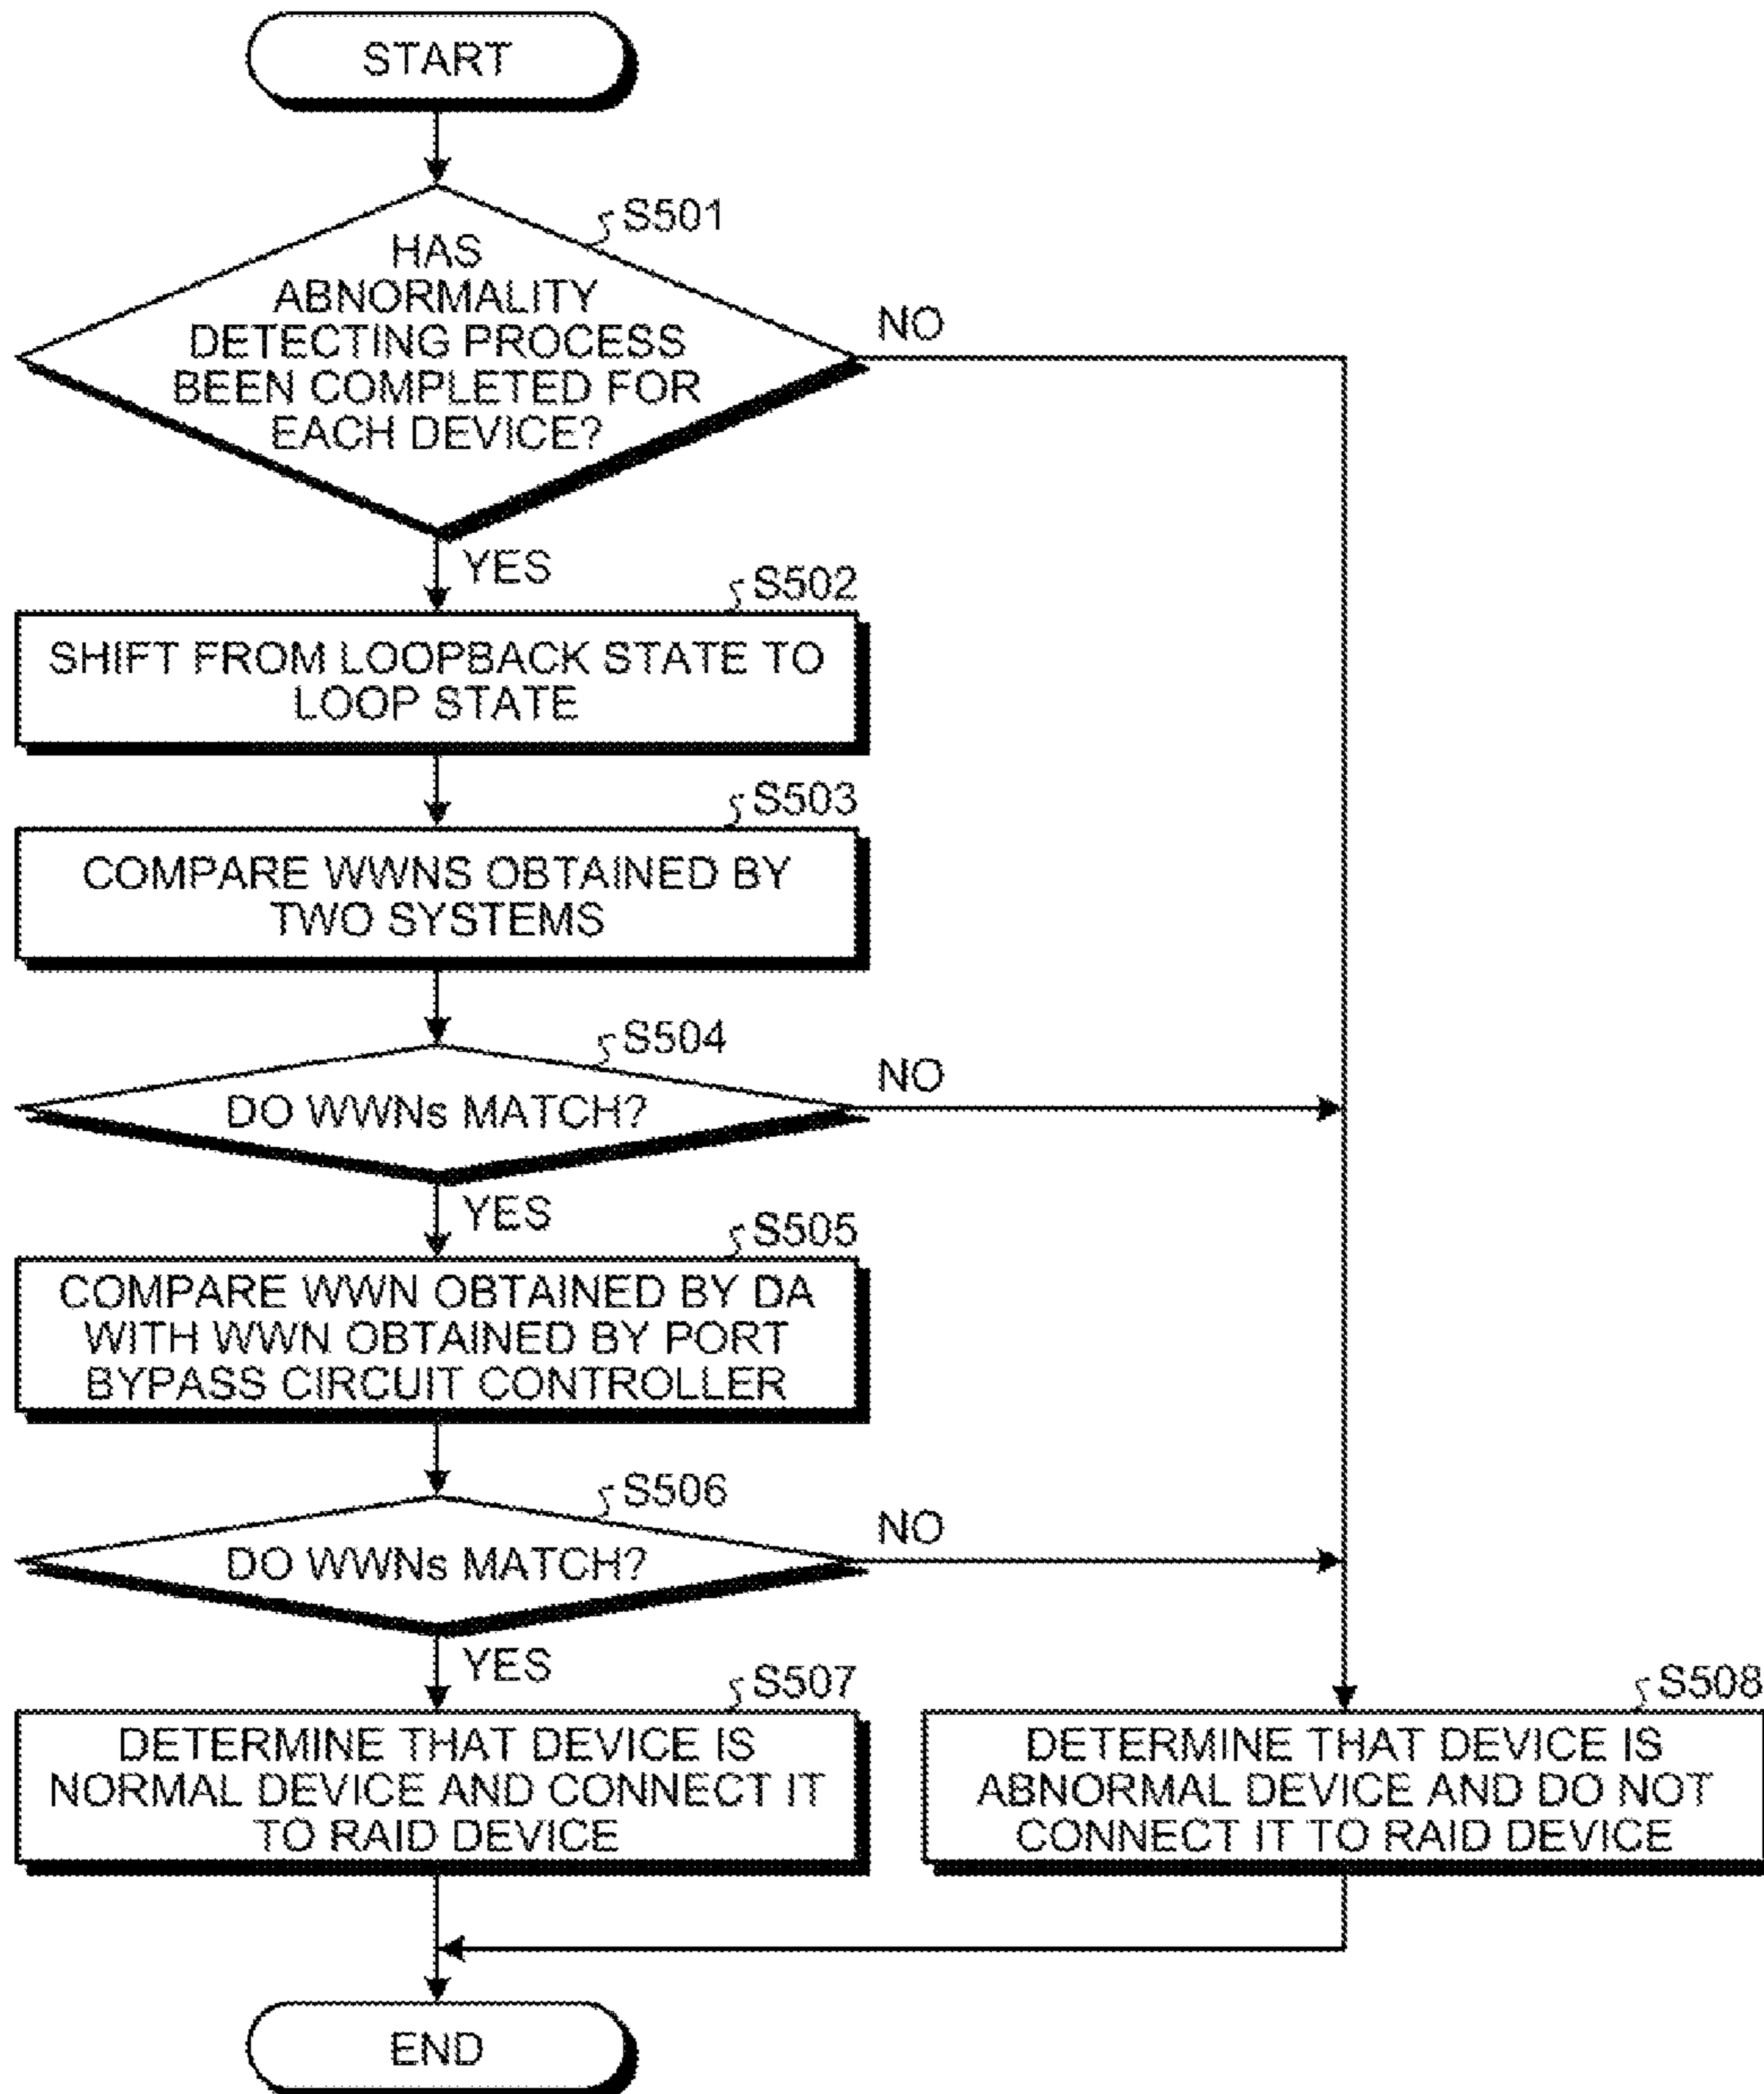 START
S501
HAS
ABNORMALITY
DETECTING PROCESS
BEEN COMPLETED FOR
EACH DEVICE?
NO
YES
S502
SHIFT FROM LOOPBACK STATE TO
LOOP STATE
S503
COMPARE WWNS OBTAINED BY
TWO SYSTEMS
S504
DO WWNs MATCH?
NO
YES
S505
COMPARE WWN OBTAINED BY DA
WITH WWN OBTAINED BY PORT
BYPASS CIRCUIT CONTROLLER
S506
DO WWNs MATCH?
NO
YES
S507
DETERMINE THAT DEVICE IS
NORMAL DEVICE AND CONNECT IT
TO RAID DEVICE
S508
DETERMINE THAT DEVICE IS
ABNORMAL DEVICE AND DO NOT
CONNECT IT TO RAID DEVICE
END